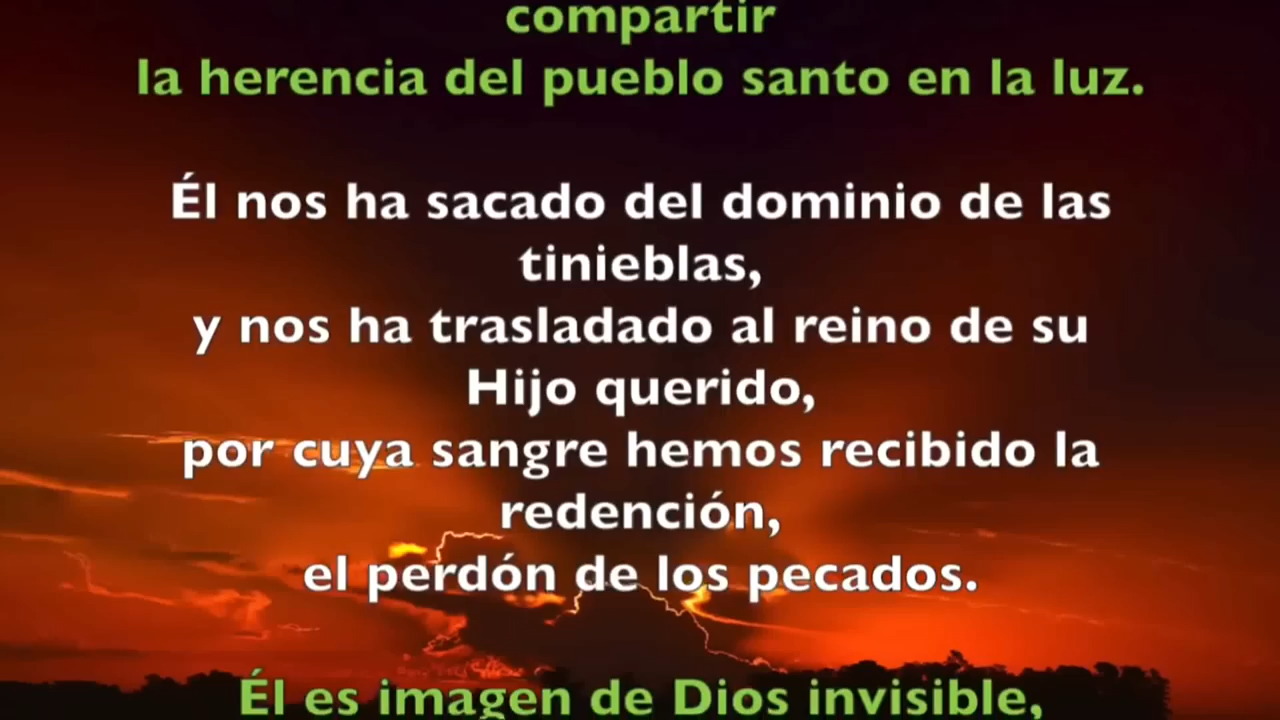 compartir
la herencia del pueblo santo en la luz.
Él nos ha sacado del dominio de las
tinieblas,
y nos ha trasladado al reino de su
Hijo querido,
por cuya sangre hemos recibido la
redención,
el perdón de los pecados.
Él es imagen de Dios invisible,